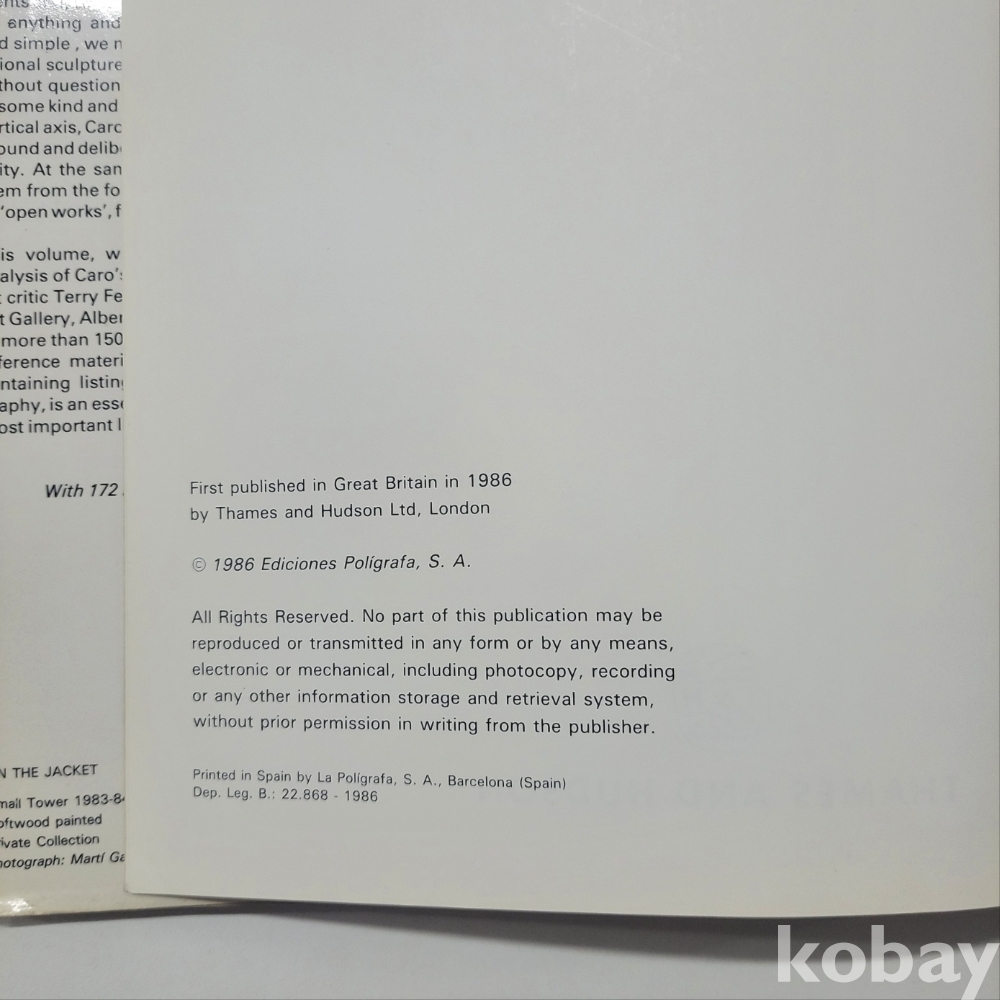 anything and
d simple, we
ional sculpture
thout question
some kind and
rtical axis, Caro
ound and delib
ity. At the sam
em from the fo
'open works', f
is volume, w
alysis of Caro's
critic Terry Fe
t Gallery, Alber
more than 150
ference materi
ntaining listing
aphy, is an esse
ost important l
With 172
N THE JACKET
mall Tower 1983-84
oftwood painted
rivate Collection
hotograph: Martí Ga
First published in Great Britain in 1986
by Thames and Hudson Ltd, London
© 1986 Ediciones Polígrafa, S. A.
All Rights Reserved. No part of this publication may be
reproduced or transmitted in any form or by any means,
electronic or mechanical, including photocopy, recording
or any other information storage and retrieval system,
without prior permission in writing from the publisher.
Printed in Spain by La Polígrafa, S. A., Barcelona (Spain)
Dep. Leg. B.: 22.868 - 1986
kobay